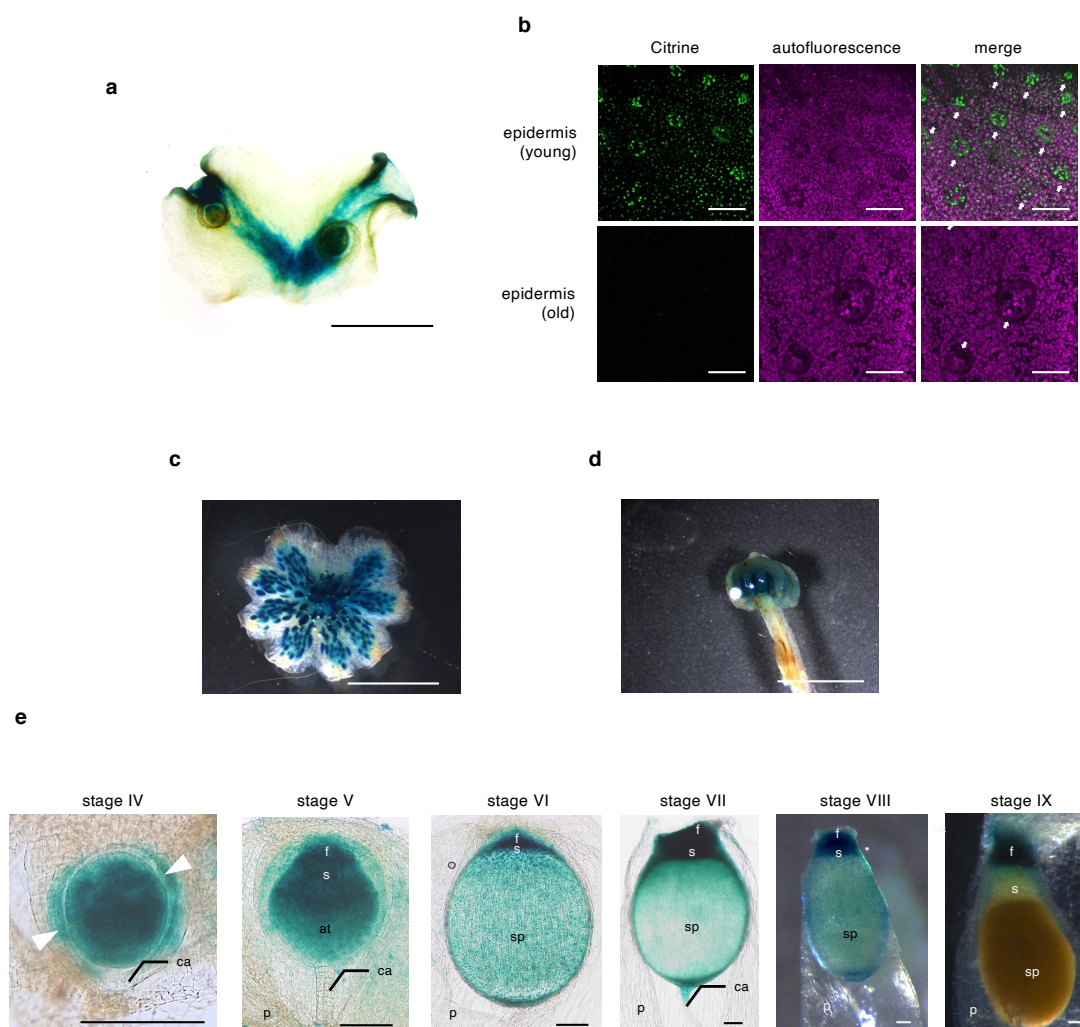 a
b
Citrine autofluorescence merge
epidermis
(young)
epidermis
(old)
c
d
e
stage IV stage V stage VI stage VII stage VIII stage IX
ca
f
s
at
ca
p
f
s
sp
p
f
s
sp
ca
p
f
s
*
sp
p
f
s
sp
p